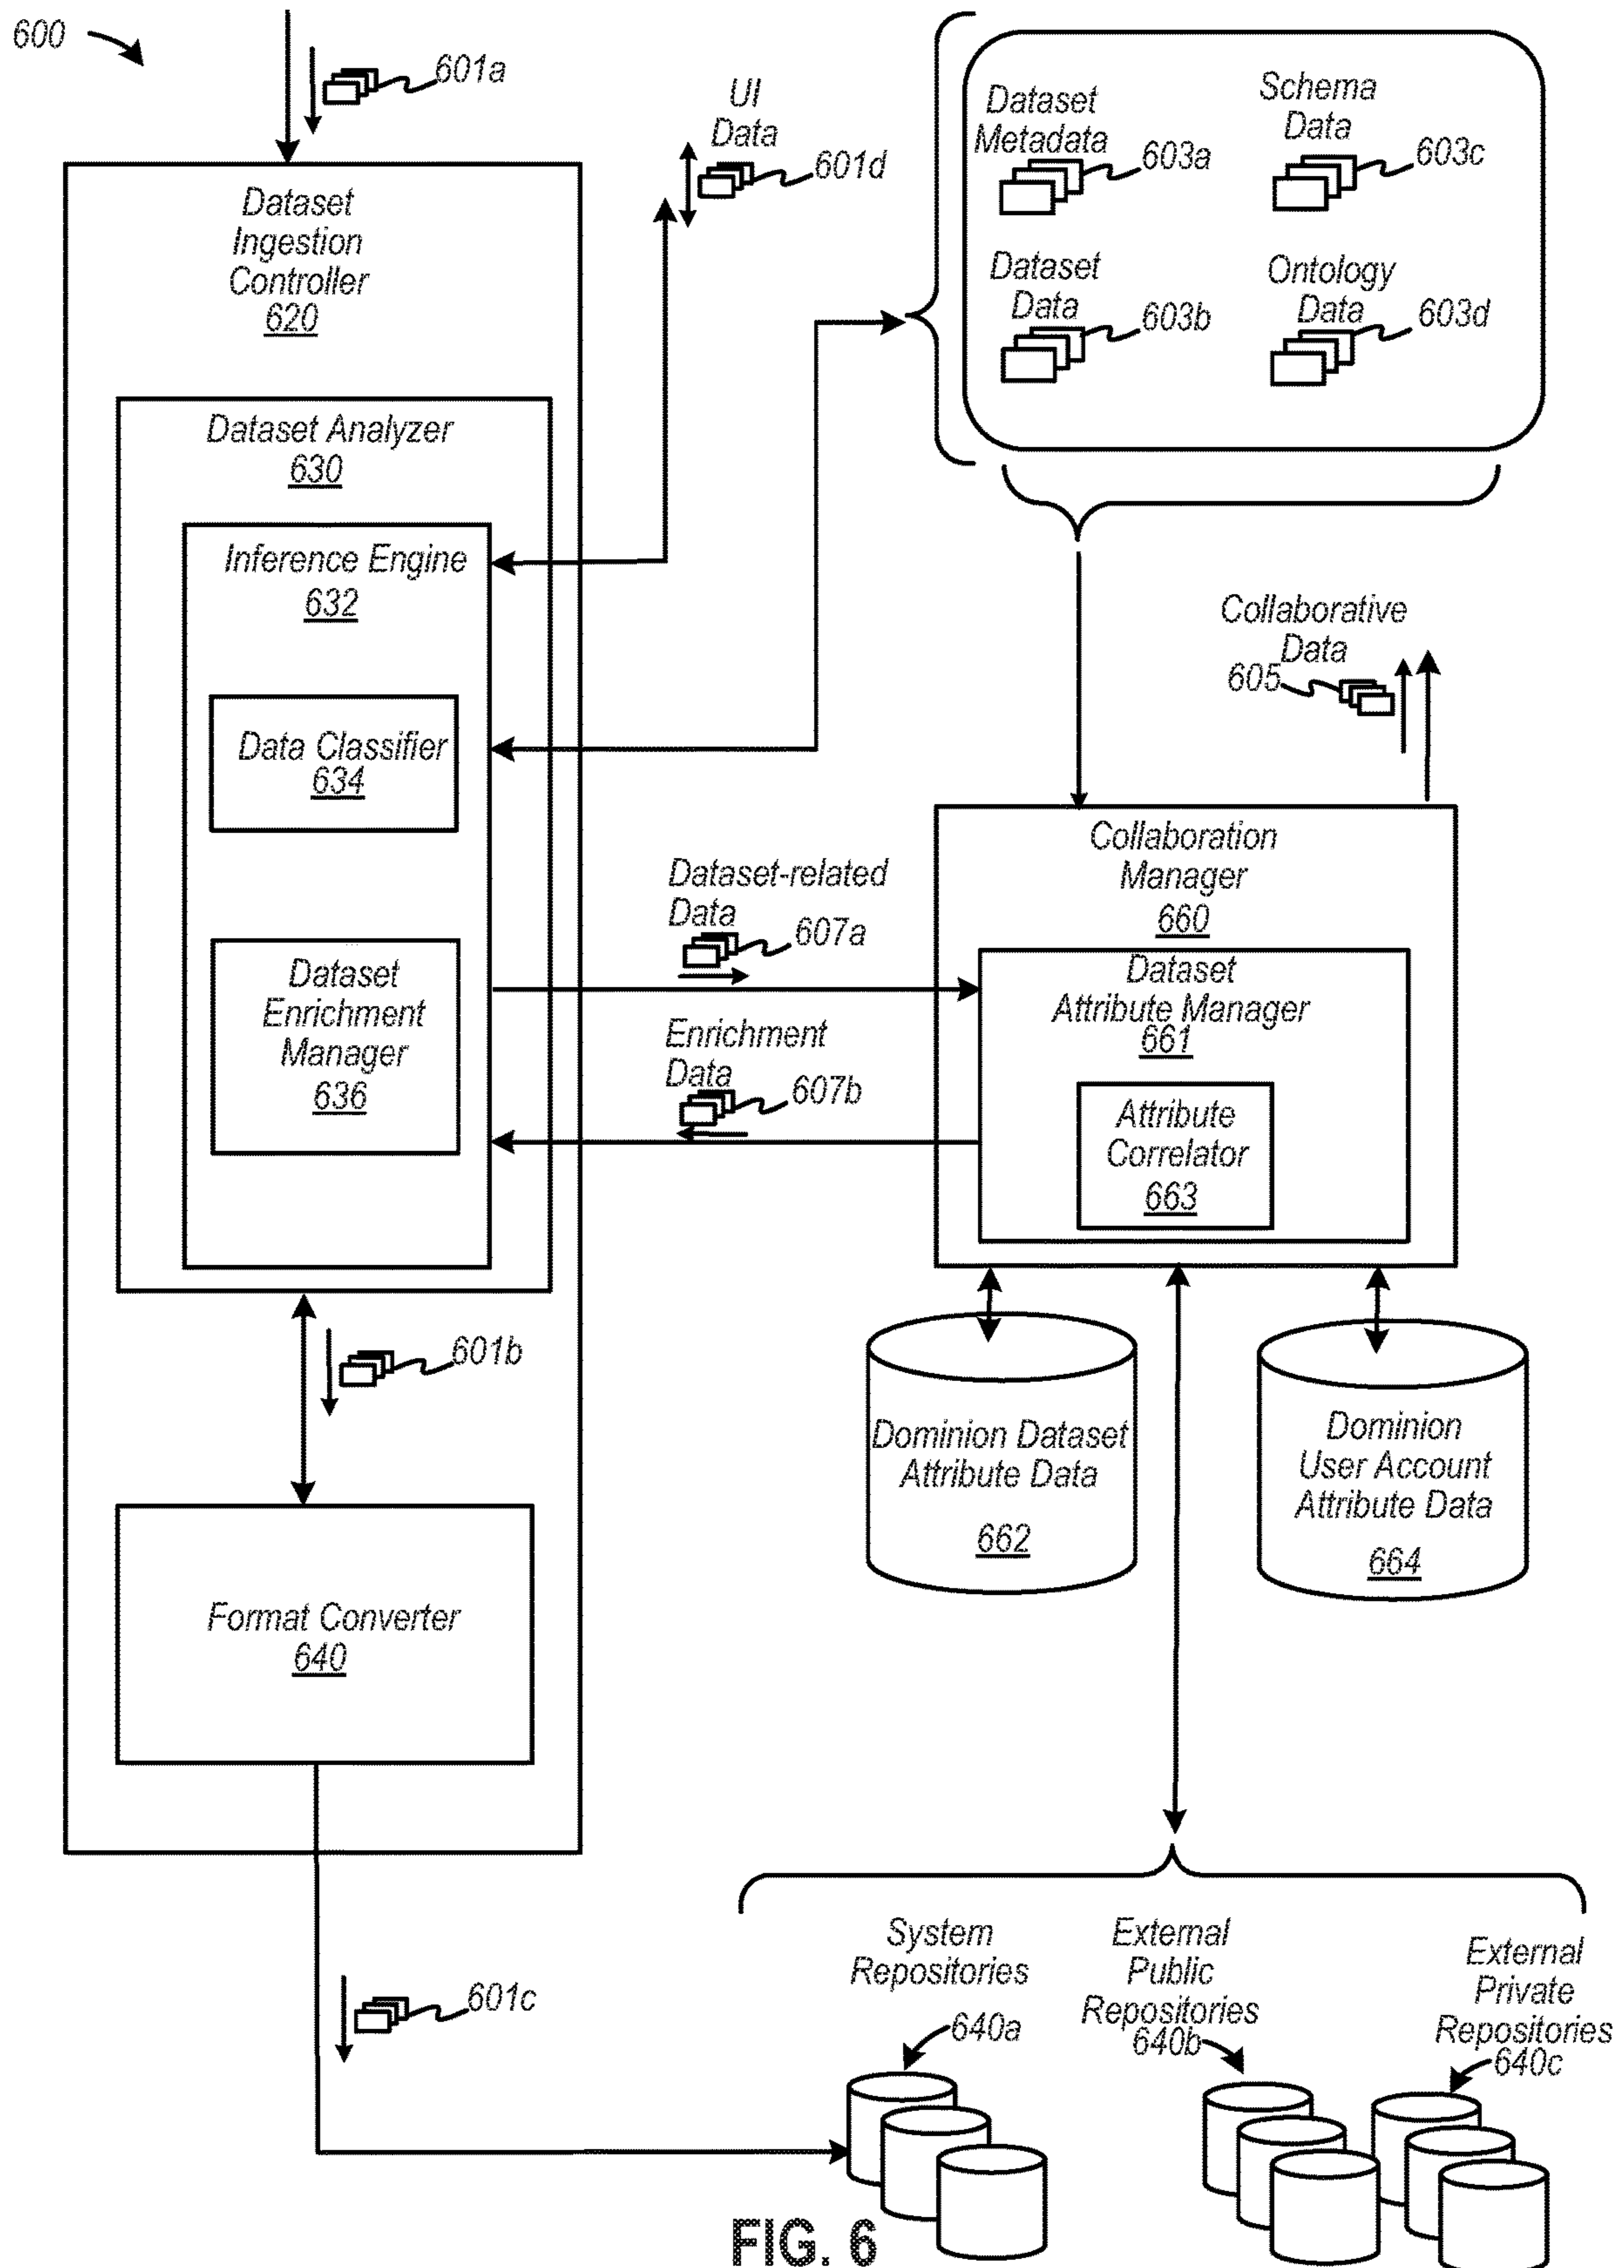 600
601a
UI
Data
601d
Dataset
Metadata
603a
Schema
Data
603c
Dataset
Data
603b
Ontology
Data
603d
Dataset
Ingestion
Controller
620
Dataset Analyzer
630
Inference Engine
632
Data Classifier
634
Dataset
Enrichment
Manager
636
Collaborative
Data
605
Dataset-related
Data
607a
Enrichment
Data
607b
Collaboration
Manager
660
Dataset
Attribute Manager
661
Attribute
Correlator
663
601b
Dominion Dataset
Attribute Data
662
Dominion
User Account
Attribute Data
664
Format Converter
640
601c
System
Repositories
640a
External
Public
Repositories
640b
External
Private
Repositories
640c
FIG. 6